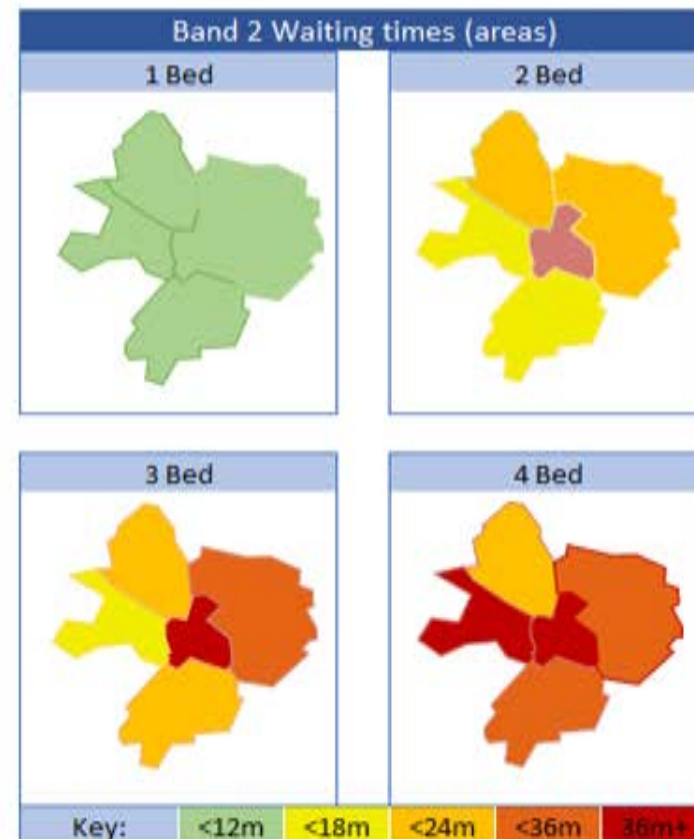 Band 2 Waiting times (areas)
1 Bed
2 Bed
3 Bed
4 Bed
Key: <12m <18m <24m <36m 36m+